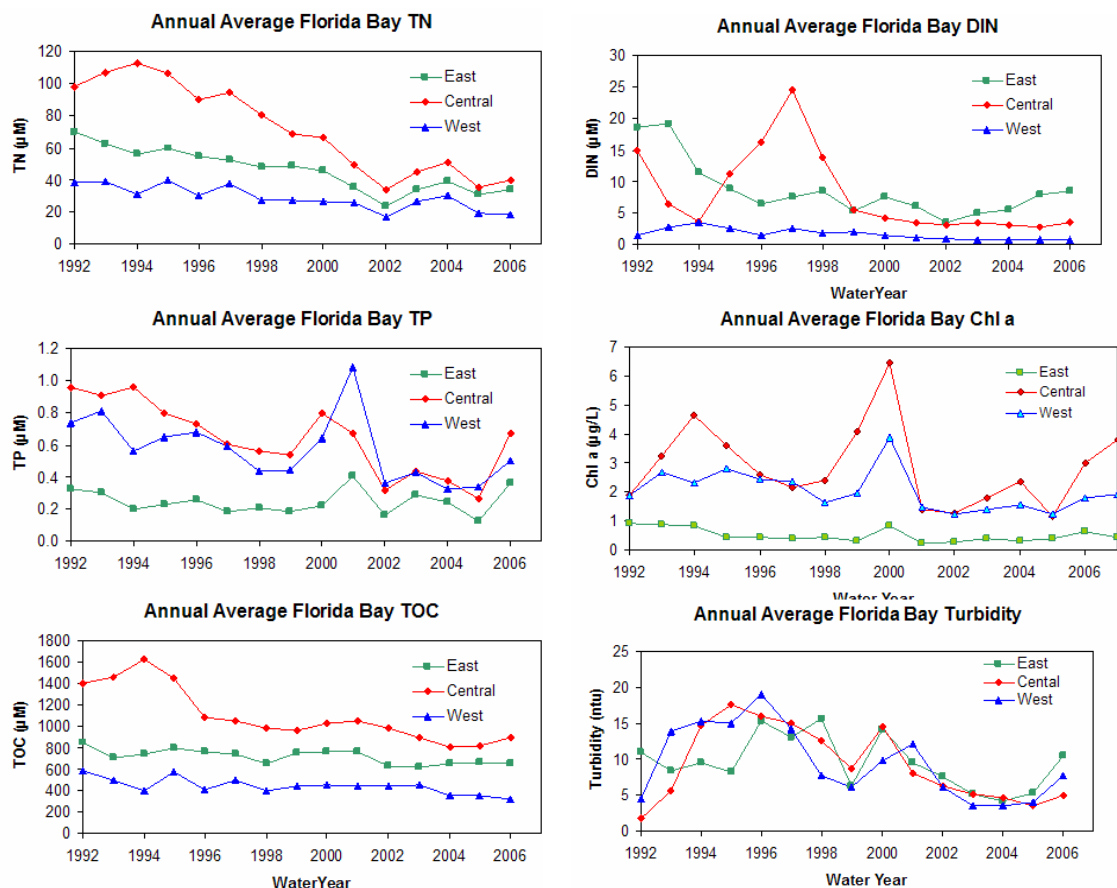 Annual Average Florida Bay TN
120
100
80
60
40
20
0
TN (µM)
East
Central
West
1992 1994 1996 1998 2000 2002 2004 2006
Annual Average Florida Bay DIN
30
25
20
15
10
5
0
DIN (µM)
East
Central
West
1992 1994 1996 1998 2000 2002 2004 2006
WaterYear
Annual Average Florida Bay TP
1.2
1.0
0.8
0.6
0.4
0.2
0.0
TP (µM)
East
Central
West
1992 1994 1996 1998 2000 2002 2004 2006
Annual Average Florida Bay Chl a
7
6
5
4
3
2
1
0
Chl a (µg/L)
East
Central
West
1992 1994 1996 1998 2000 2002 2004 2006
Water Year
Annual Average Florida Bay TOC
1800
1600
1400
1200
1000
800
600
400
200
0
TOC (µM)
East
Central
West
1992 1994 1996 1998 2000 2002 2004 2006
WaterYear
Annual Average Florida Bay Turbidity
25
20
15
10
5
0
Turbidity (ntu)
East
Cental
West
1992 1994 1996 1998 2000 2002 2004 2006
Water Year